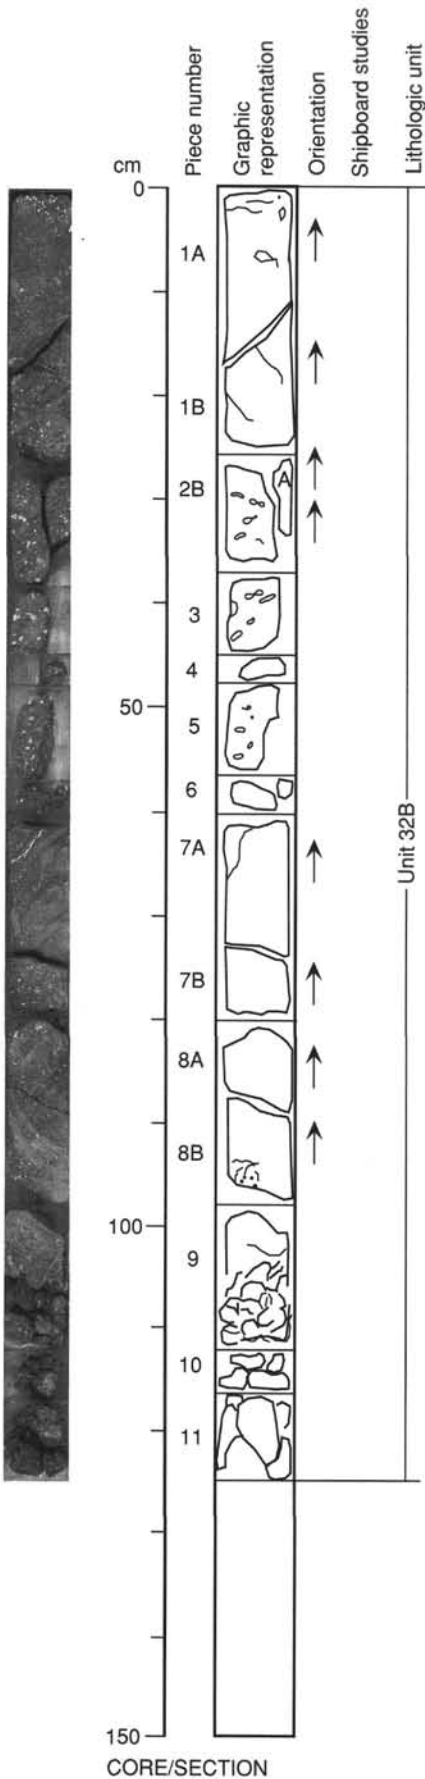 cm
Piece number
Graphic
representation
Orientation
Shipboard studies
Lithologic unit
0
1A
1B
2B
A
3
4
50
5
6
7A
Unit 32B
7B
8A
8B
100
9
10
11
150
CORE/SECTION